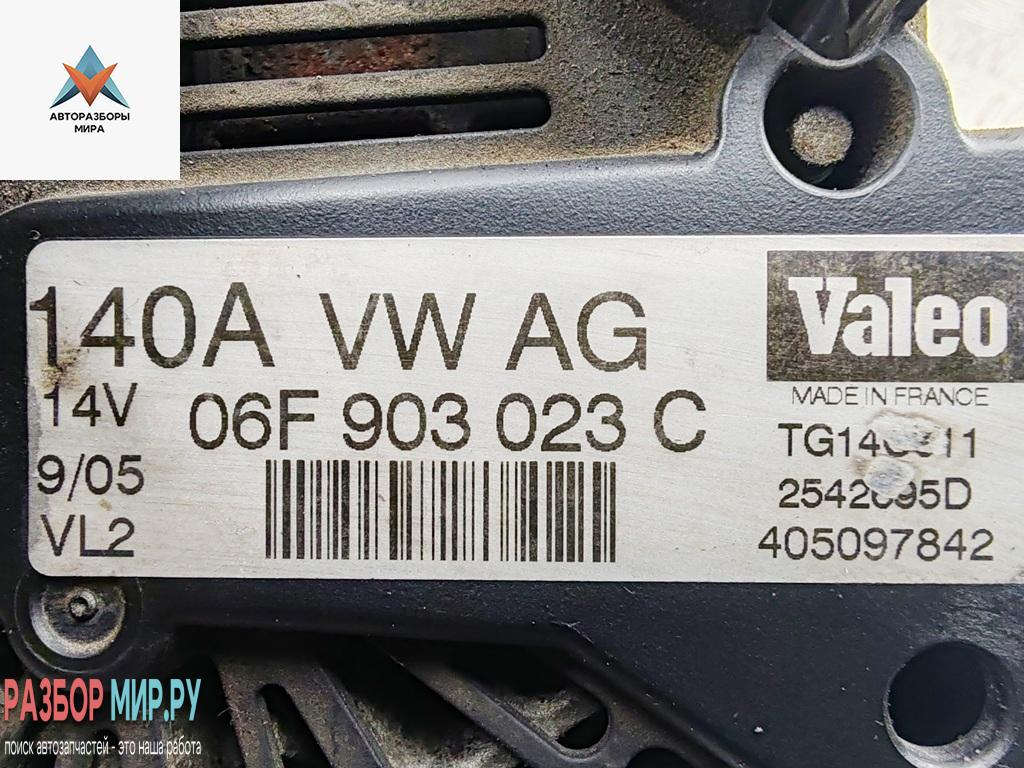 АВТОРАЗБОРЫ
МИРА
140A VW AG
14V
06F 903 023 C
9/05
VL2
Valeo
MADE IN FRANCE
405097842
РАЗБОР МИР.РУ
поиск автозапчастей - это наша работа